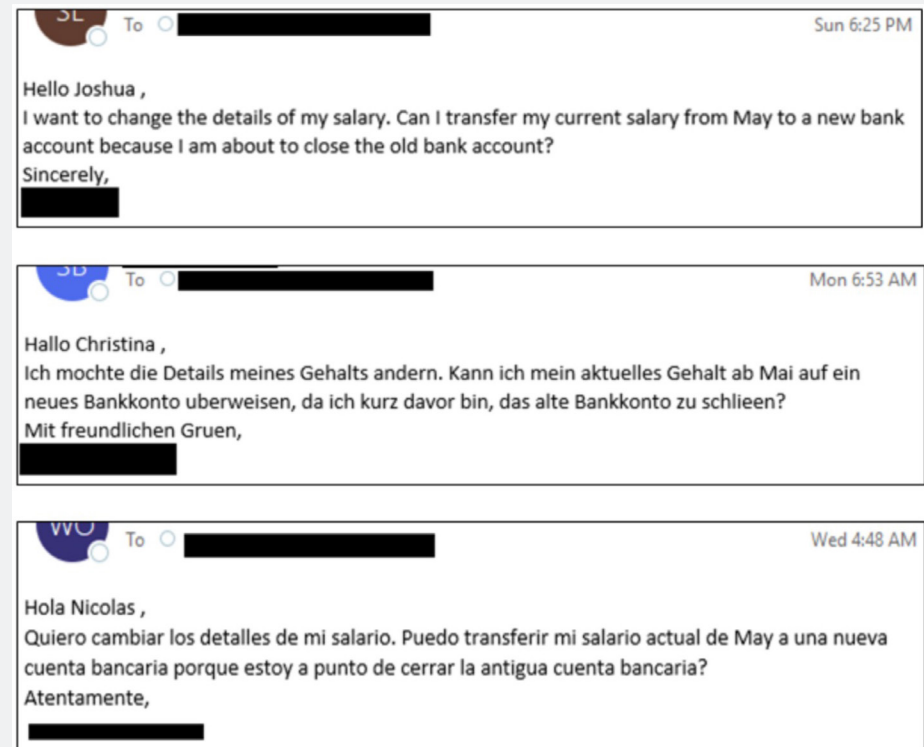 To
Sun 6:25 PM
Hello Joshua ,
I want to change the details of my salary. Can I transfer my current salary from May to a new bank
account because I am about to close the old bank account?
Sincerely,
To
Mon 6:53 AM
Hallo Christina ,
Ich mochte die Details meines Gehalts andern. Kann ich mein aktuelles Gehalt ab Mai auf ein
neues Bankkonto uberweisen, da ich kurz davor bin, das alte Bankkonto zu schlieen?
Mit freundlichen Gruen,
To
Wed 4:48 AM
Hola Nicolas ,
Quiero cambiar los detalles de mi salario. Puedo transferir mi salario actual de May a una nueva
cuenta bancaria porque estoy a punto de cerrar la antigua cuenta bancaria?
Atentamente,